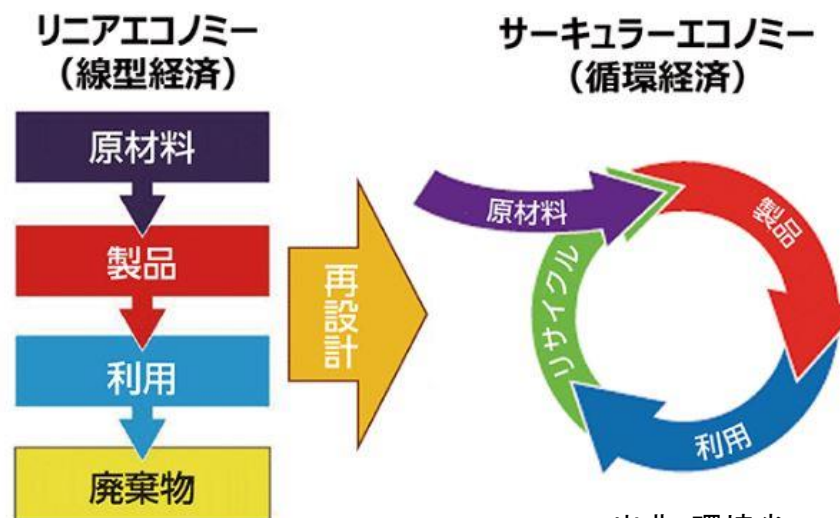 リニアエコノミー
（線型経済）
原材料
製品
利用
廃棄物
再設計
サーキュラーエコノミー
（循環経済）
原材料
製品
利用
リサイクル